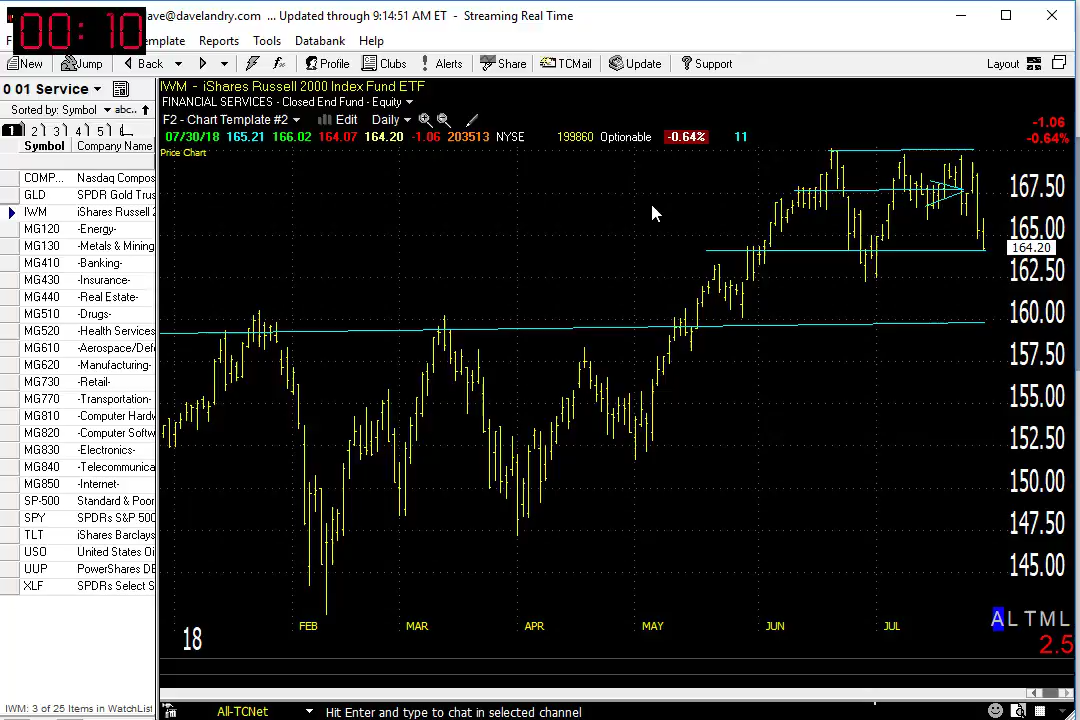 00:10
ave@davelandry.com ... Updated through 9:14:51 AM ET - Streaming Real Time
F emplate Reports Tools Databank Help
New Jump Back Profile Clubs Alerts Share TCMail Update Support Layout
0 01 Service
Sorted by: Symbol abc..
1 2 3 4 5
Symbol Company Name
COMP... Nasdaq Compos
GLD SPDR Gold Trus
IWM iShares Russell 2
MG120 -Energy-
MG130 -Metals & Mining
MG410 -Banking-
MG430 -Insurance-
MG440 -Real Estate-
MG510 -Drugs-
MG520 -Health Services
MG610 -Aerospace/Defe
MG620 -Manufacturing-
MG730 -Retail-
MG770 -Transportation-
MG810 -Computer Hardw
MG820 -Computer Softw
MG830 -Electronics-
MG840 -Telecommunica
MG850 -Internet-
SP-500 Standard & Poor
SPY SPDRs S&P 500
TLT iShares Barclays
USO United States Oi
UUP PowerShares DB
XLF SPDRS Select S
IWM: 3 of 25 Items in WatchList
IWM - iShares Russell 2000 Index Fund ETF
FINANCIAL SERVICES - Closed End Fund - Equity
F2 - Chart Template #2 Edit Daily
07/30/18 165.21 166.02 164.07 164.20 -1.06 203513 NYSE 199860 Optionable -0.64% 11
-1.06
-0.64%
Price Chart
167.50
165.00
164.20
162.50
160.00
157.50
155.00
152.50
150.00
147.50
145.00
18 FEB MAR APR MAY JUN JUL
A L T M L
2.5
All-TCNet Hit Enter and type to chat in selected channel